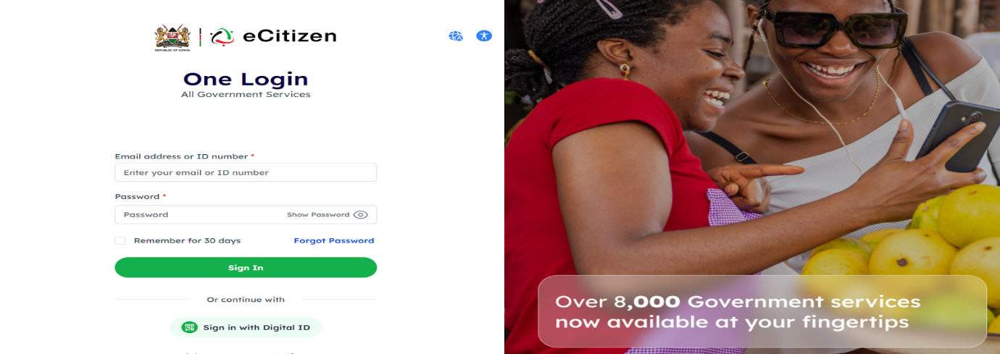 REPUBLIC OF KENYA
eCitizen
One Login
All Government Services
Email address or ID number *
Enter your email or ID number
Password *
Password
Show Password
Remember for 30 days
Forgot Password
Sign In
Or continue with
Sign in with Digital ID
Over 8,000 Government services
now available at your fingertips